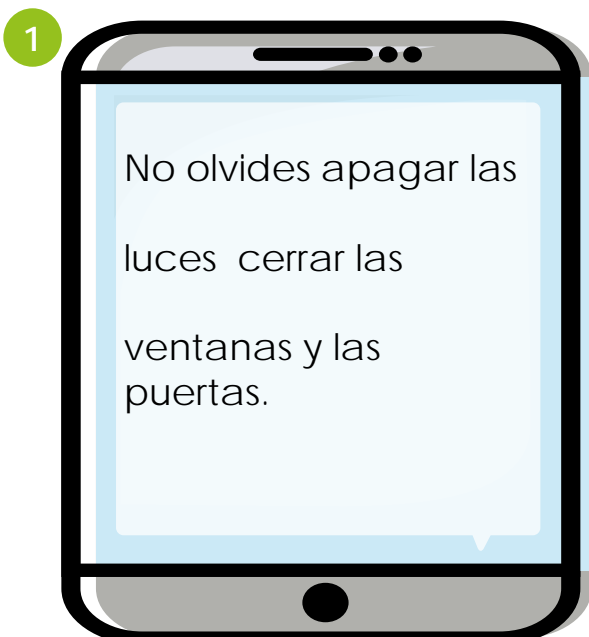 1
No olvides apagar las
luces  cerrar las
ventanas y las
puertas.